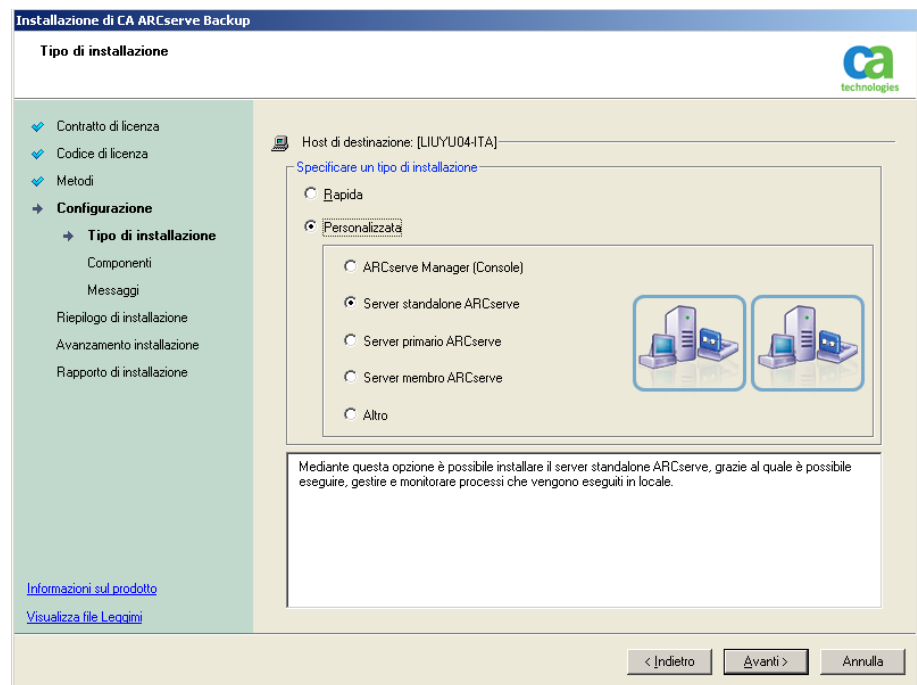 Installazione di CA ARCserve Backup
Tipo di installazione
ca
technologies
Contratto di licenza
Codice di licenza
Metodi
Configurazione
Tipo di installazione
Componenti
Messaggi
Riepilogo di installazione
Avanzamento installazione
Rapporto di installazione
Informazioni sul prodotto
Visualizza file Leggimi
Host di destinazione: [LIUYU04-ITA]
Specificare un tipo di installazione
Rapida
Personalizzata
ARCserve Manager (Console)
Server standalone ARCserve
Server primario ARCserve
Server membro ARCserve
Altro
Mediante questa opzione è possibile installare il server standalone ARCserve, grazie al quale è possibile
eseguire, gestire e monitorare processi che vengono eseguiti in locale.
< Indietro
Avanti >
Annulla